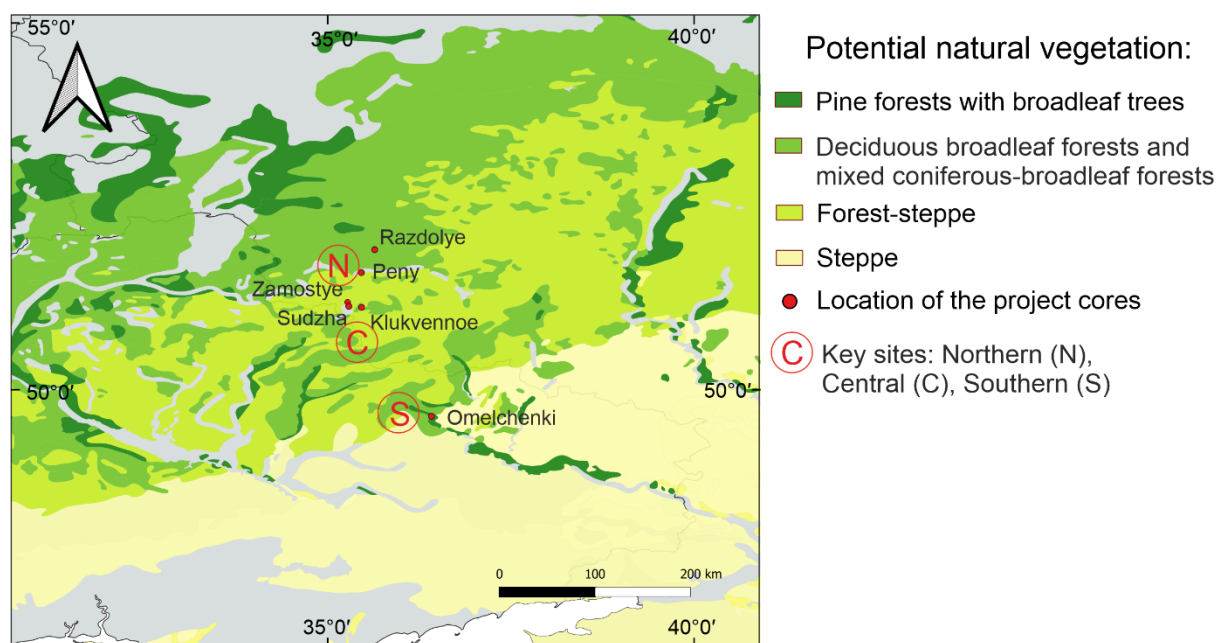 55°0′
35°0′
40°0′
Razdolye
N
Peny
Zamostye
Sudzha
Klukvennoe
C
50°0′
50°0′
S
Omelchenki
0 100 200 km
35°0′
40°0′
Potential natural vegetation:
Pine forests with broadleaf trees
Deciduous broadleaf forests and
mixed coniferous-broadleaf forests
Forest-steppe
Steppe
Location of the project cores
C
Key sites: Northern (N),
Central (C), Southern (S)